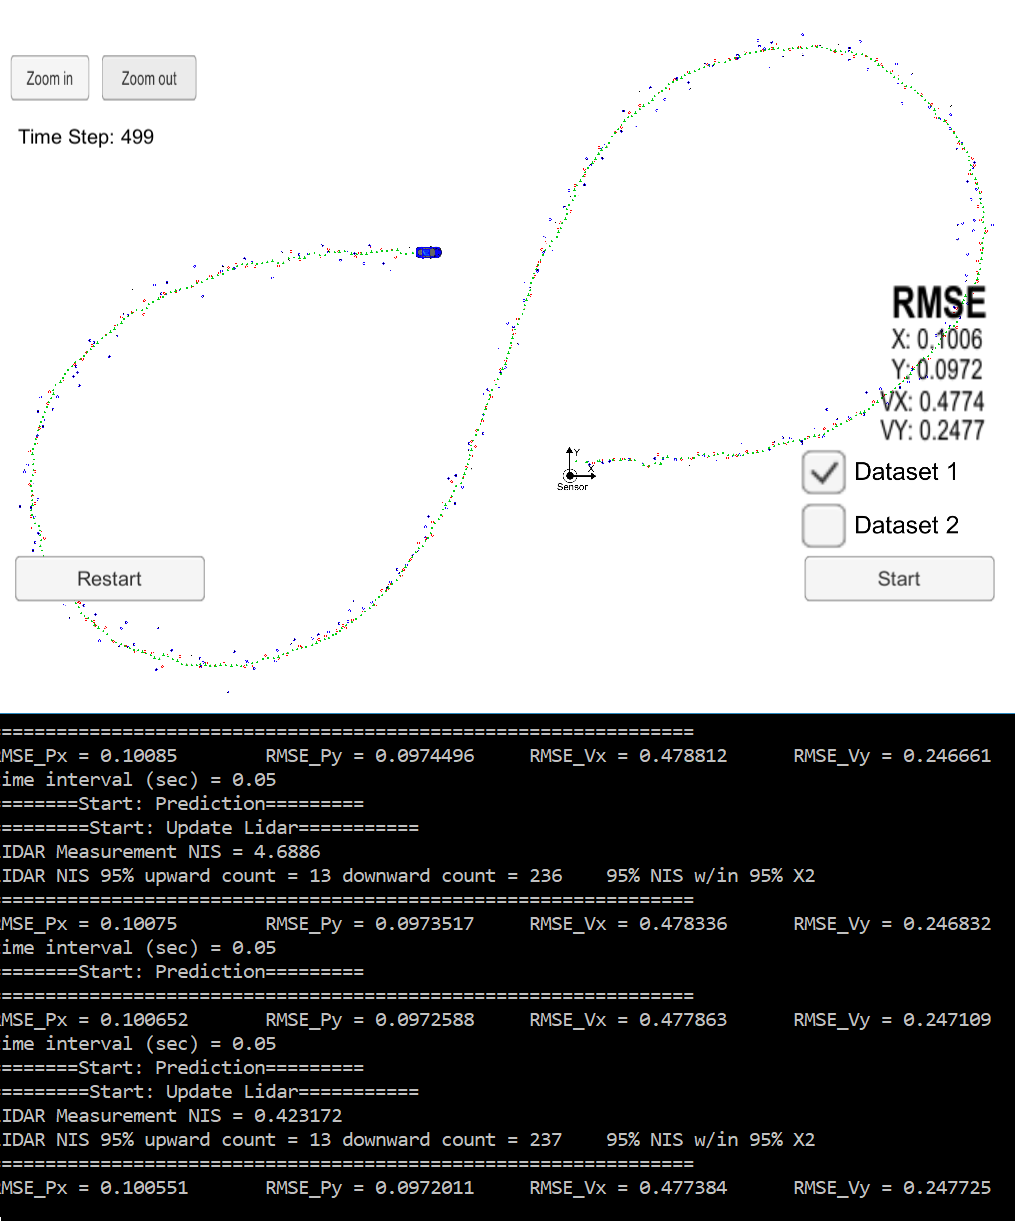 Zoom in
Zoom out
Time Step: 499
RMSE
X: 0.1006
Y: 0.0972
VX: 0.4774
VY: 0.2477
Y
X
Sensor
Dataset 1
Dataset 2
Restart
Start
===============================================================
MSE_Px = 0.10085 RMSE_Py = 0.0974496 RMSE_Vx = 0.478812 RMSE_Vy = 0.246661
ime interval (sec) = 0.05
=======Start: Prediction=========
========Start: Update Lidar===========
IDAR Measurement NIS = 4.6886
IDAR NIS 95% upward count = 13 downward count = 236 95% NIS w/in 95% X2
===============================================================
MSE_Px = 0.10075 RMSE_Py = 0.0973517 RMSE_Vx = 0.478336 RMSE_Vy = 0.246832
ime interval (sec) = 0.05
=======Start: Prediction=========
===============================================================
MSE_Px = 0.100652 RMSE_Py = 0.0972588 RMSE_Vx = 0.477863 RMSE_Vy = 0.247109
ime interval (sec) = 0.05
=======Start: Prediction=========
========Start: Update Lidar===========
IDAR Measurement NIS = 0.423172
IDAR NIS 95% upward count = 13 downward count = 237 95% NIS w/in 95% X2
===============================================================
MSE_Px = 0.100551 RMSE_Py = 0.0972011 RMSE_Vx = 0.477384 RMSE_Vy = 0.247725